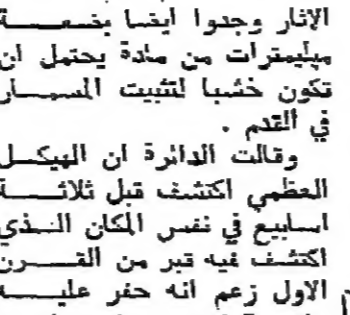 الاثار وجدوا ايضا بضعة
ميليمترات من مادة يحتمل ان
تكون خشبا لتثبيت المسمار
في القدم .
وقالت الدائرة ان الهيكل
العظمي اكتشف قبل ثلاثة
اسابيع في نفس المكان الذي
اكتشف فيه قبر من القرن
الاول زعم انه حفر عليه